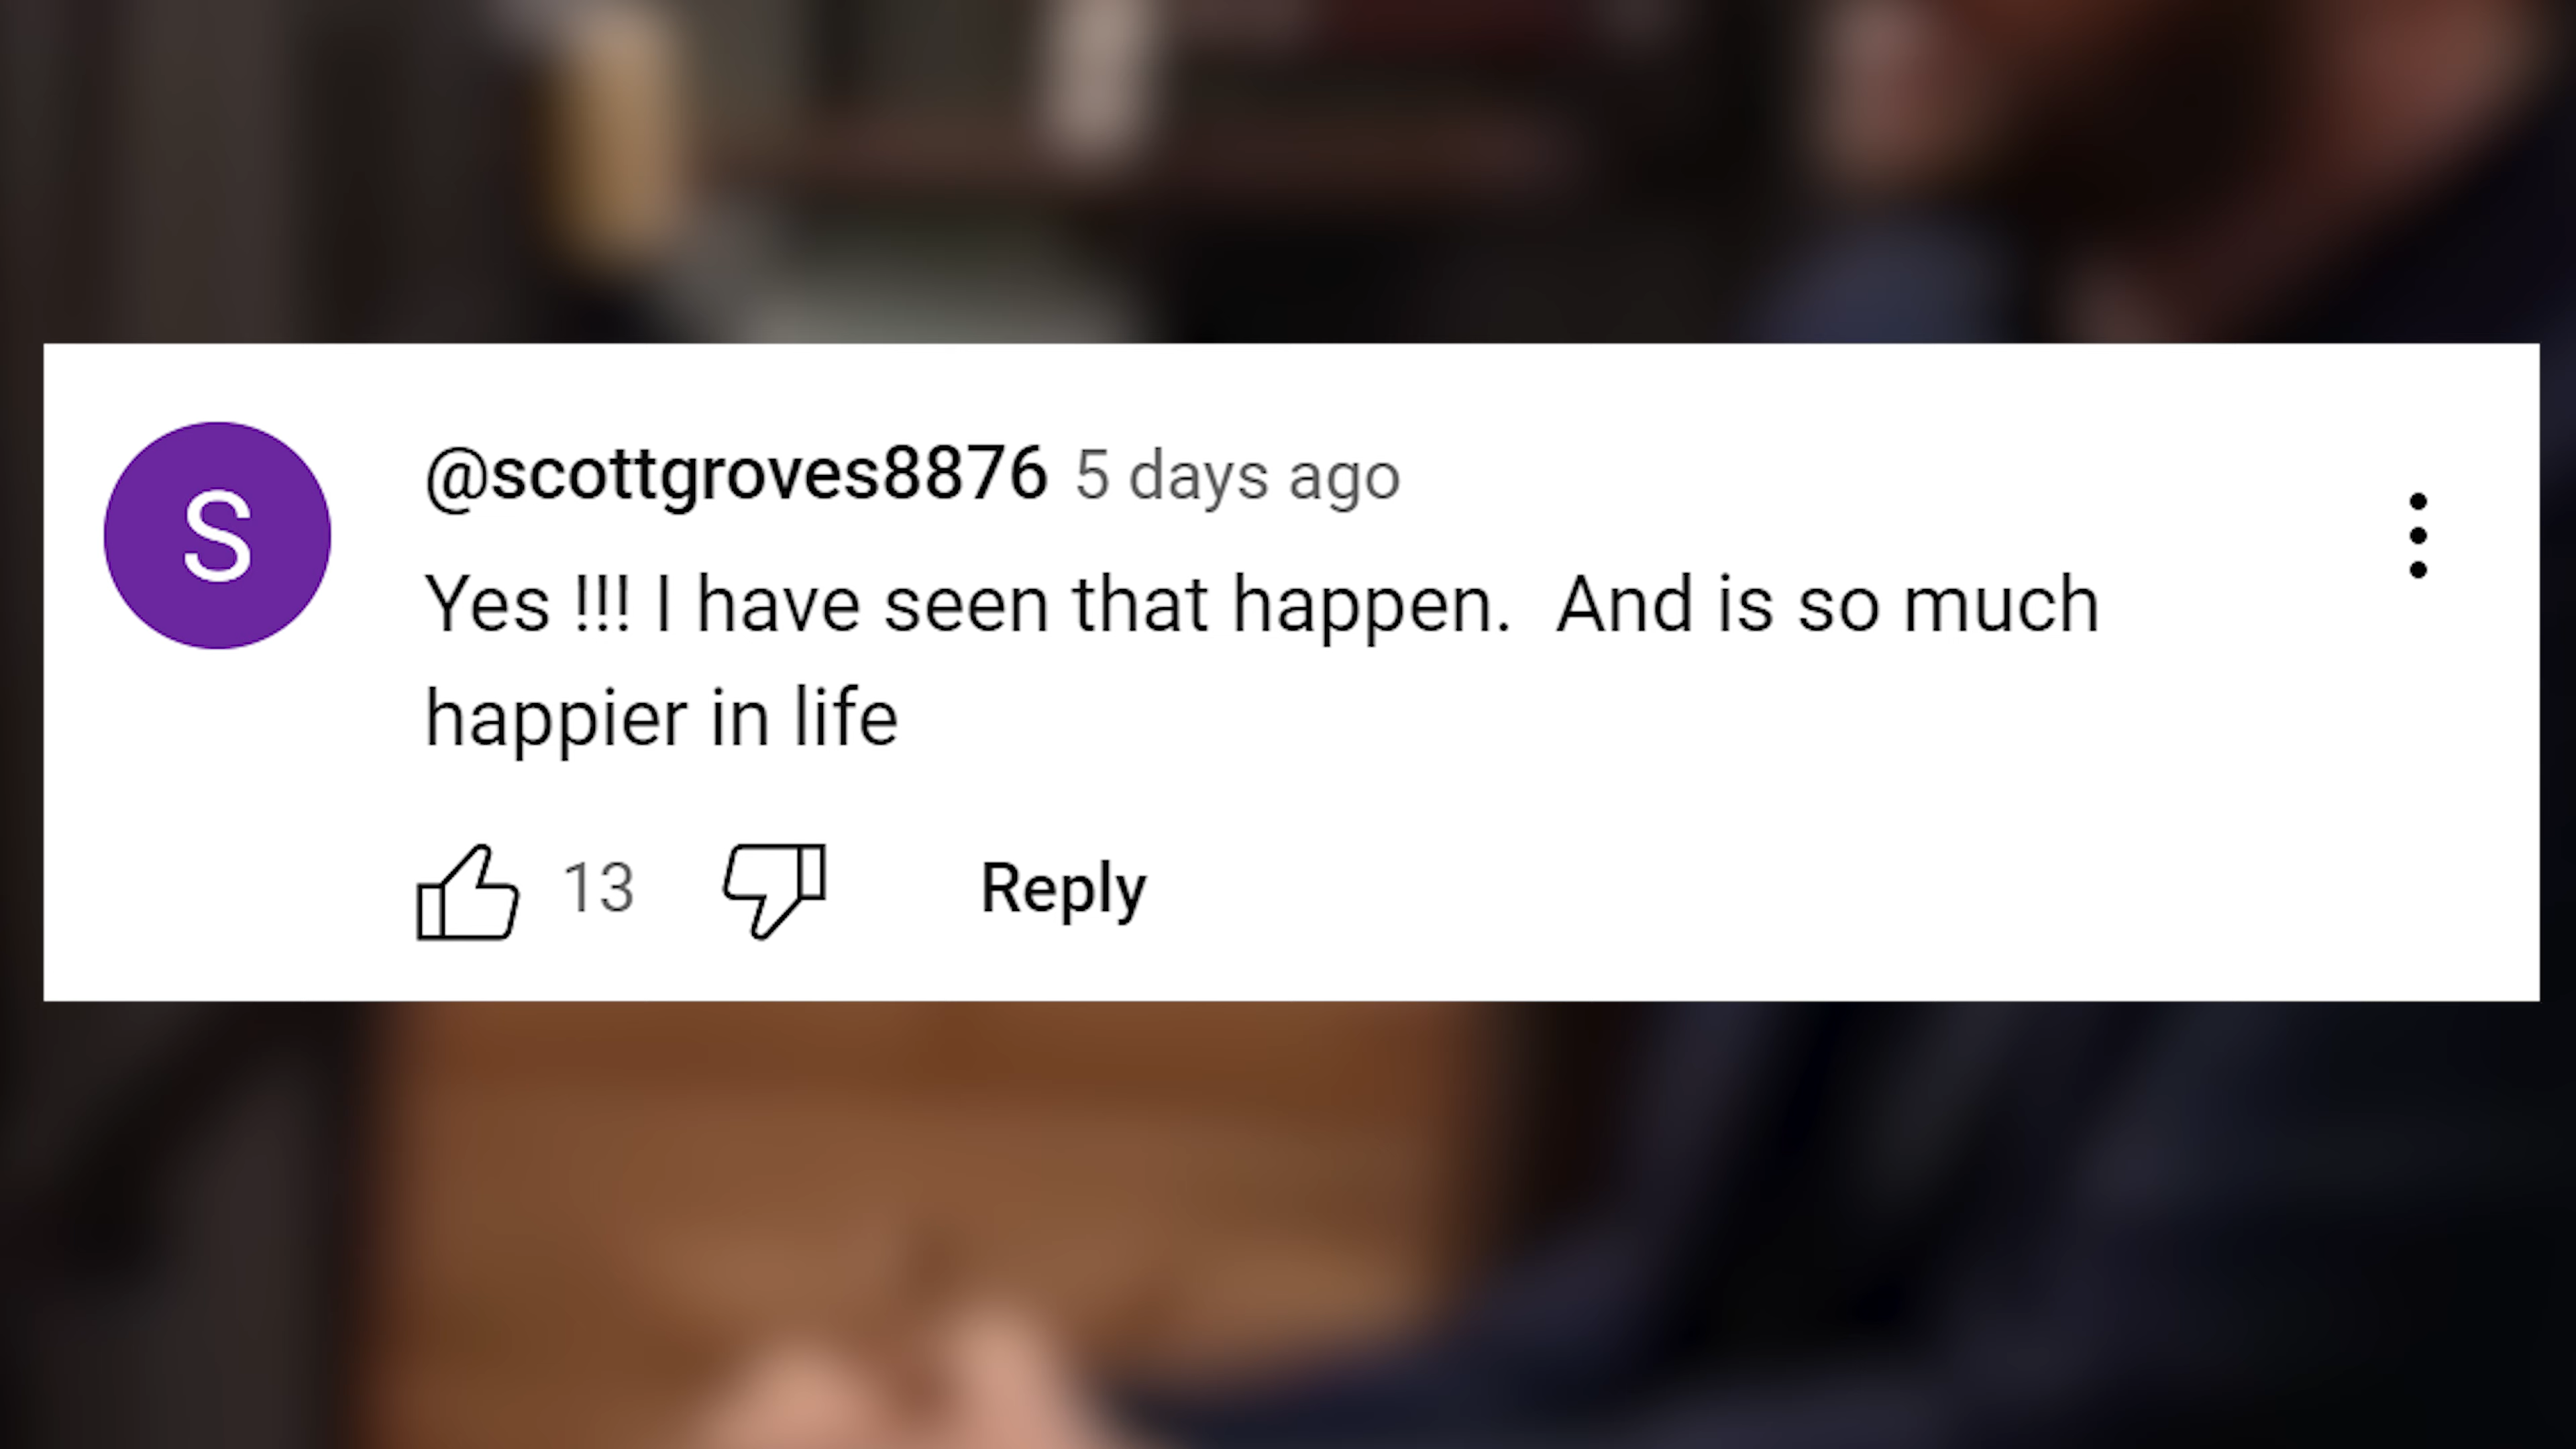 S
@scottgroves8876 5 days ago
Yes !!! I have seen that happen.  And is so much
happier in life
13 Reply